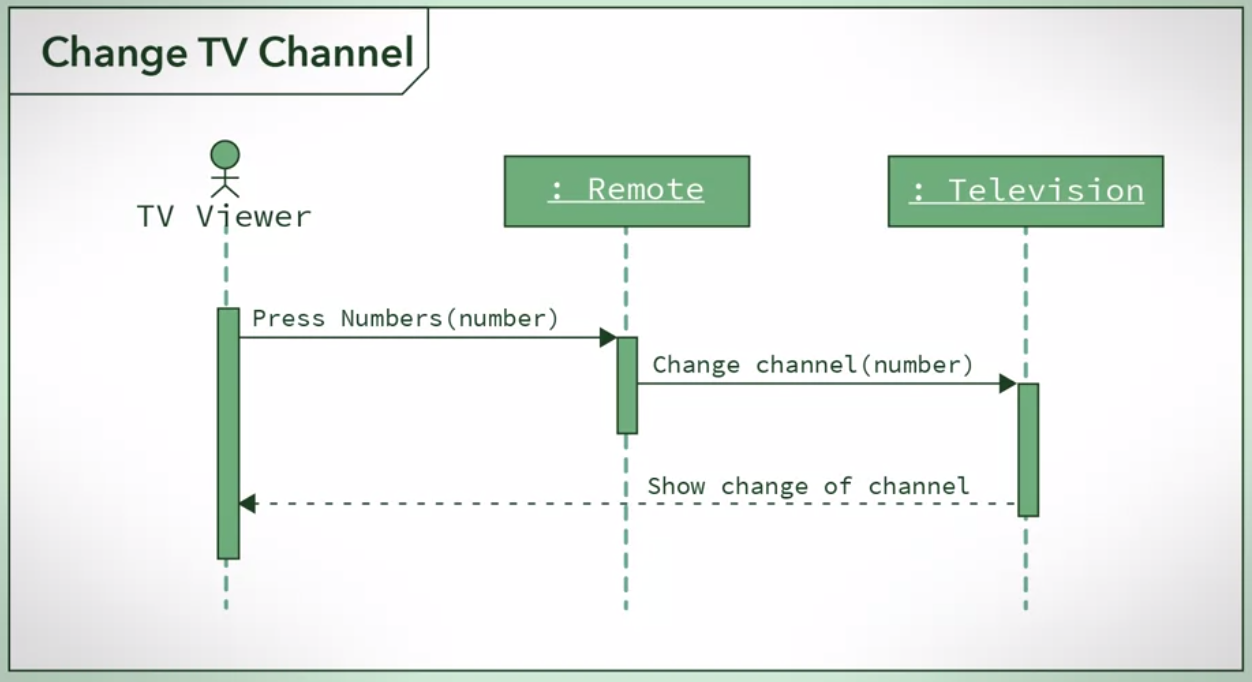 Change TV Channel
TV Viewer
: Remote
: Television
Press Numbers(number)
Change channel(number)
Show change of channel